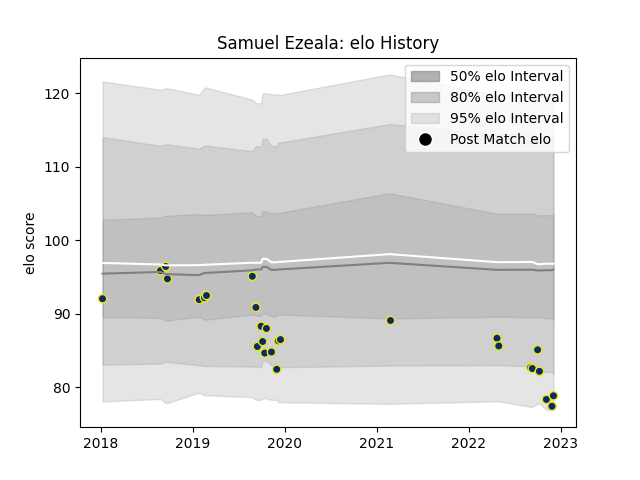 Samuel Ezeala: elo History
50% elo Interval
80% elo Interval
95% elo Interval
Post Match elo
elo score
120
110
100
90
80
2018 2019 2020 2021 2022 2023